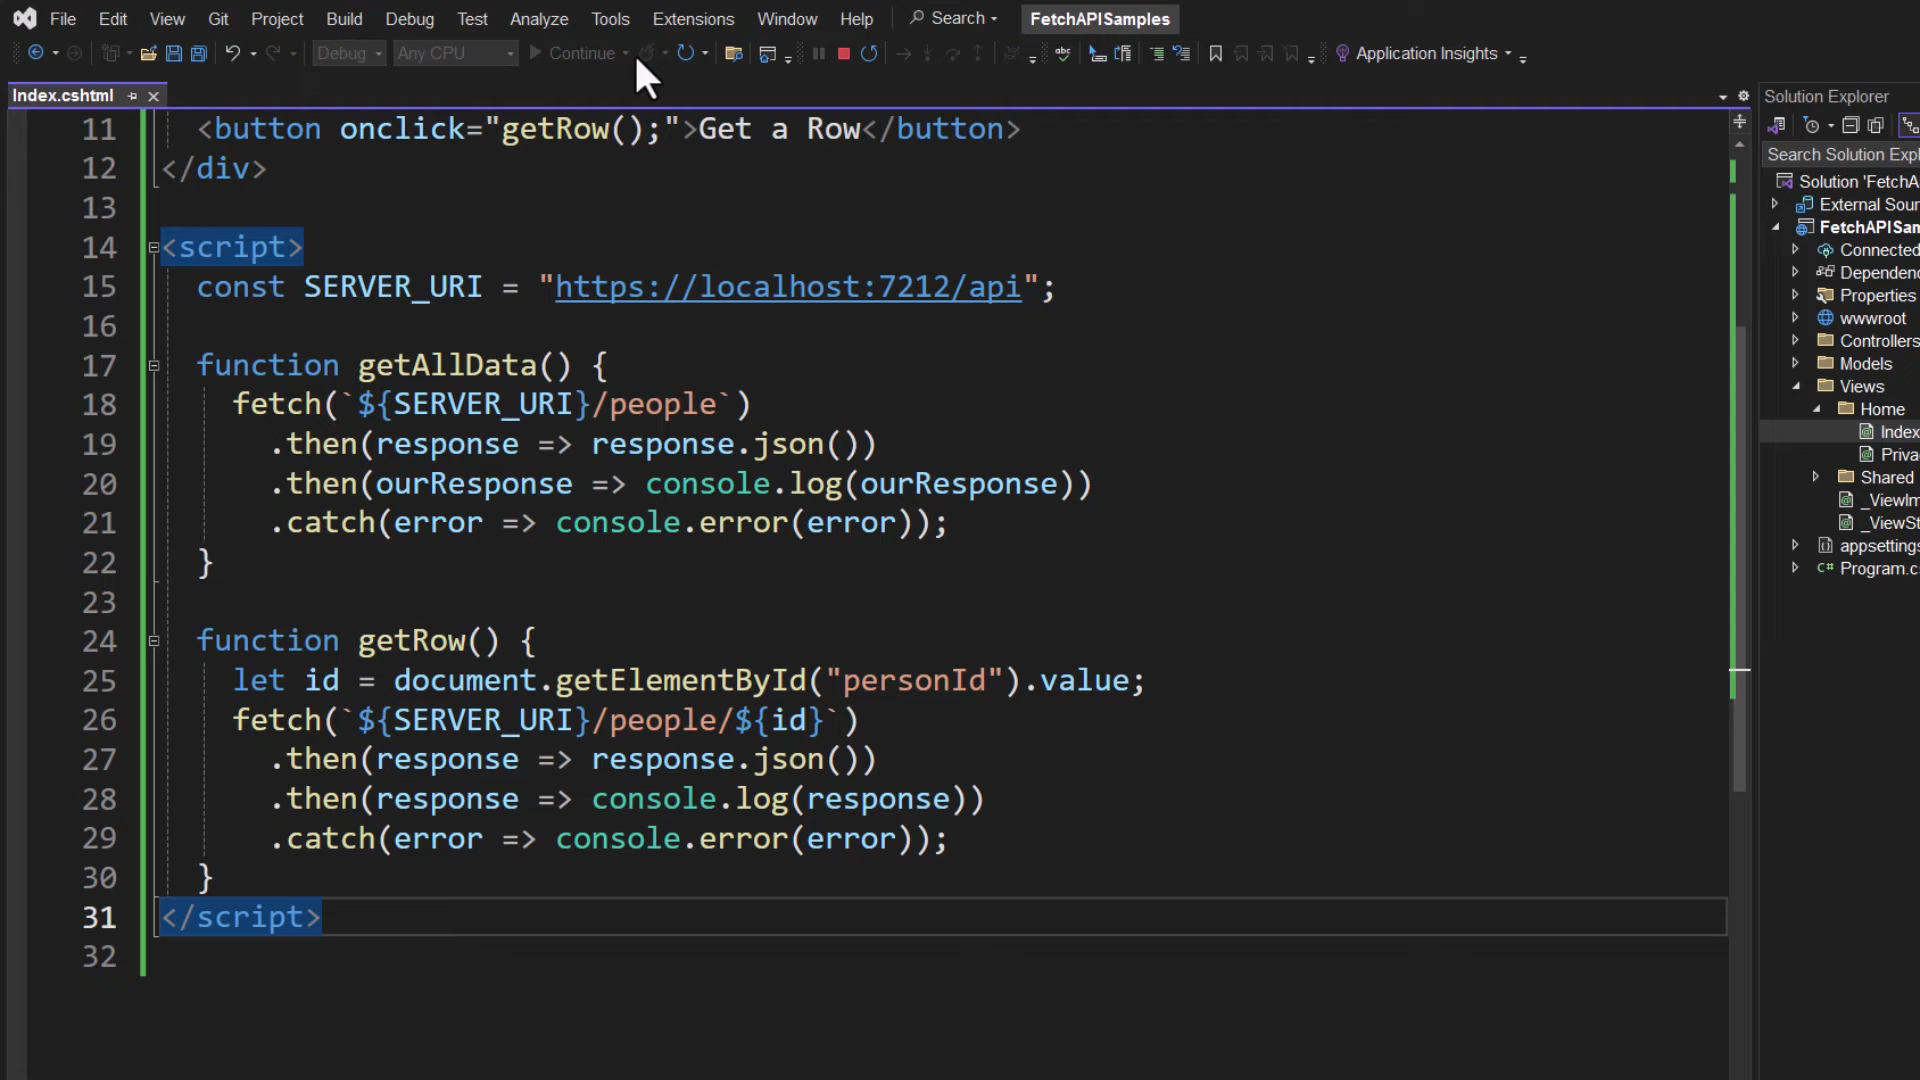 File Edit View Git Project Build Debug Test Analyze Tools Extensions Window Help Search FetchAPISamples
Debug Any CPU Continue abc Application Insights
Index.cshtml
Solution Explorer
11 <button onclick="getRow();">Get a Row</button>
12 </div>
13
14 <script>
15 const SERVER_URI = "https://localhost:7212/api";
16
17 function getAllData() {
18 fetch(`${SERVER_URI}/people`)
19 .then(response => response.json())
20 .then(ourResponse => console.log(ourResponse))
21 .catch(error => console.error(error));
22 }
23
24 function getRow() {
25 let id = document.getElementById("personId").value;
26 fetch(`${SERVER_URI}/people/${id}`)
27 .then(response => response.json())
28 .then(response => console.log(response))
29 .catch(error => console.error(error));
30 }
31 </script>
32
Search Solution Expl
Solution 'FetchA
External Sour
FetchAPISam
Connected
Dependenc
Properties
wwwroot
Controllers
Models
Views
Home
Index
Priva
Shared
_ViewIm
_ViewSt
appsettings
C# Program.c